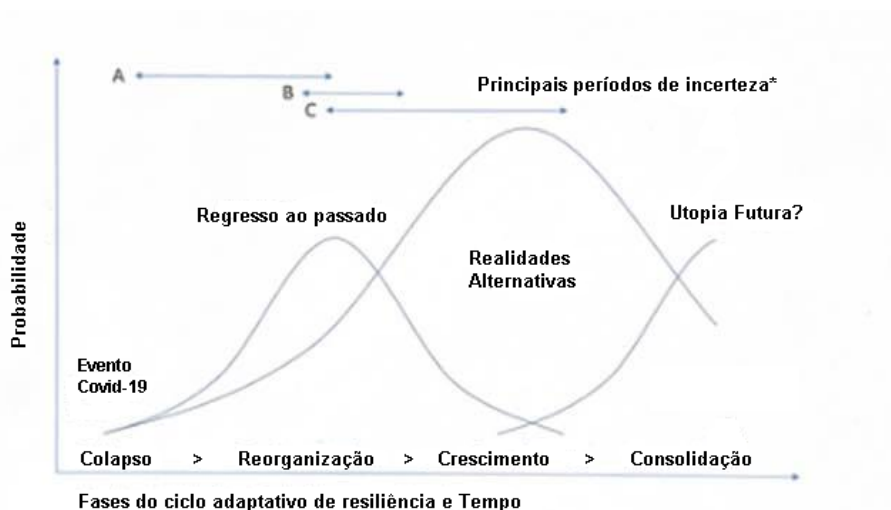 A
B
C
Principais períodos de incerteza*
Regresso ao passado
Utopia Futura?
Realidades
Alternativas
Probabilidade
Evento
Covid-19
Colapso > Reorganização > Crescimento > Consolidação
Fases do ciclo adaptativo de resiliência e Tempo